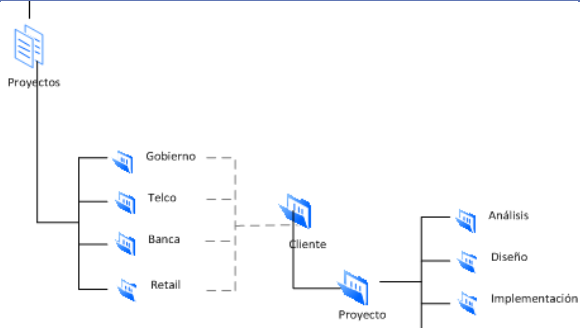 Proyectos
Gobierno
Telco
Banca
Retail
Cliente
Proyecto
Análisis
Diseño
Implementación